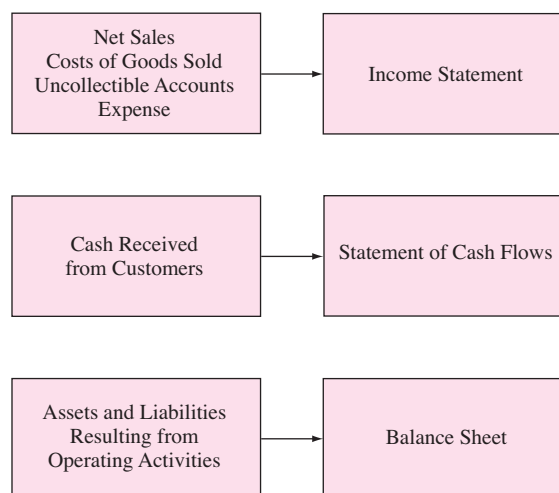 Net Sales
Costs of Goods Sold
Uncollectible Accounts
Expense
Income Statement
Cash Received
from Customers
Statement of Cash Flows
Assets and Liabilities
Resulting from
Operating Activities
Balance Sheet